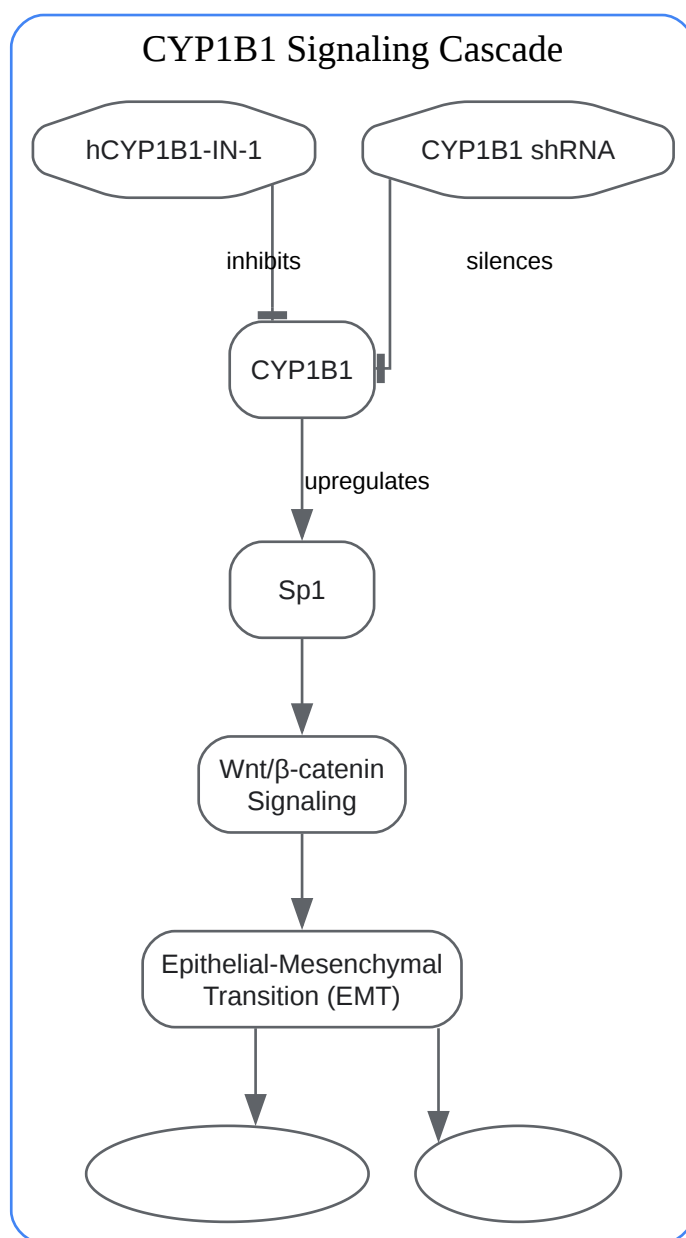 CYP1B1 Signaling Cascade
hCYP1B1-IN-1
CYP1B1 shRNA
inhibits
silences
CYP1B1
upregulates
Sp1
Wnt/β-catenin
Signaling
Epithelial-Mesenchymal
Transition (EMT)